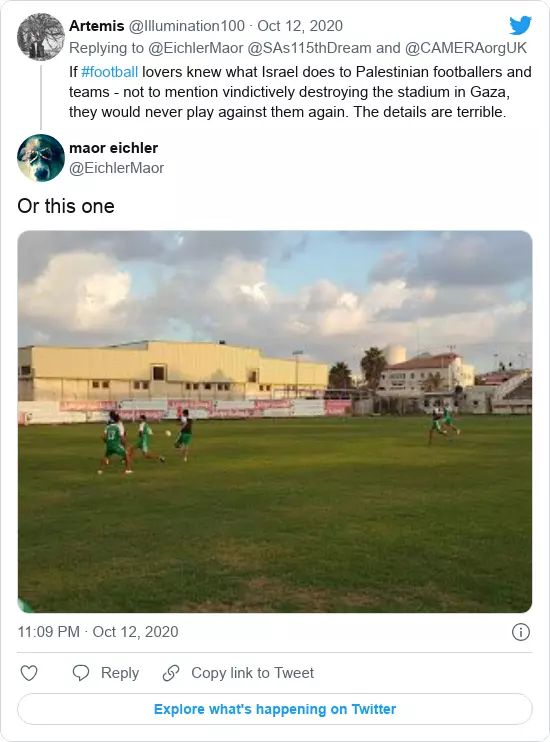 Artemis @Illumination100 · Oct 12, 2020
Replying to @EichlerMaor @SAs115thDream and @CAMERAorgUK
If #football lovers knew what Israel does to Palestinian footballers and
teams - not to mention vindictively destroying the stadium in Gaza,
they would never play against them again. The details are terrible.
maor eichler
@EichlerMaor
Or this one
11:09 PM · Oct 12, 2020
Reply
Copy link to Tweet
Explore what's happening on Twitter